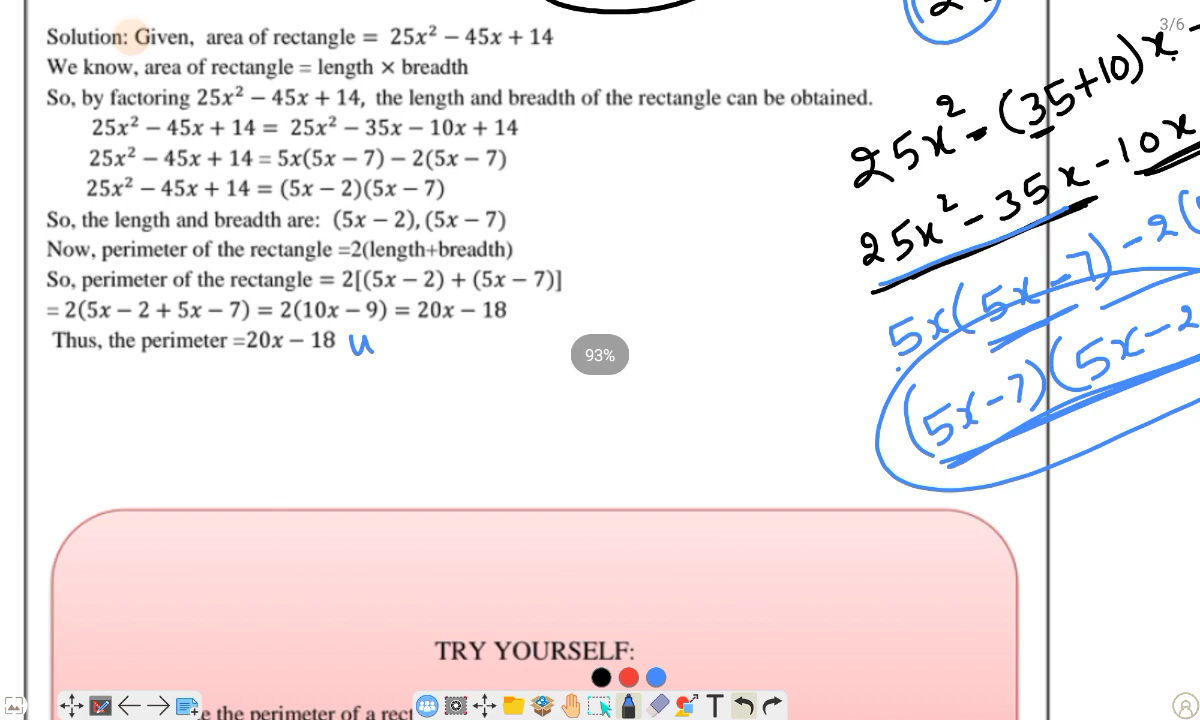 Solution: Given, area of rectangle = 25x² − 45x + 14
We know, area of rectangle = length × breadth
So, by factoring 25x² − 45x + 14, the length and breadth of the rectangle can be obtained.
25x² − 45x + 14 = 25x² − 35x − 10x + 14
25x² − 45x + 14 = 5x(5x − 7) − 2(5x − 7)
25x² − 45x + 14 = (5x − 2)(5x − 7)
So, the length and breadth are: (5x − 2), (5x − 7)
Now, perimeter of the rectangle =2(length+breadth)
So, perimeter of the rectangle = 2[(5x − 2) + (5x − 7)]
= 2(5x − 2 + 5x − 7) = 2(10x − 9) = 20x − 18
Thus, the perimeter =20x − 18 u
3/6
25x² - (35+10)x -
25x² - 35x - 10x
5x(5x-7) - 2(
(5x-7)(5x-2
93%
TRY YOURSELF:
e the perimeter of a rect
T